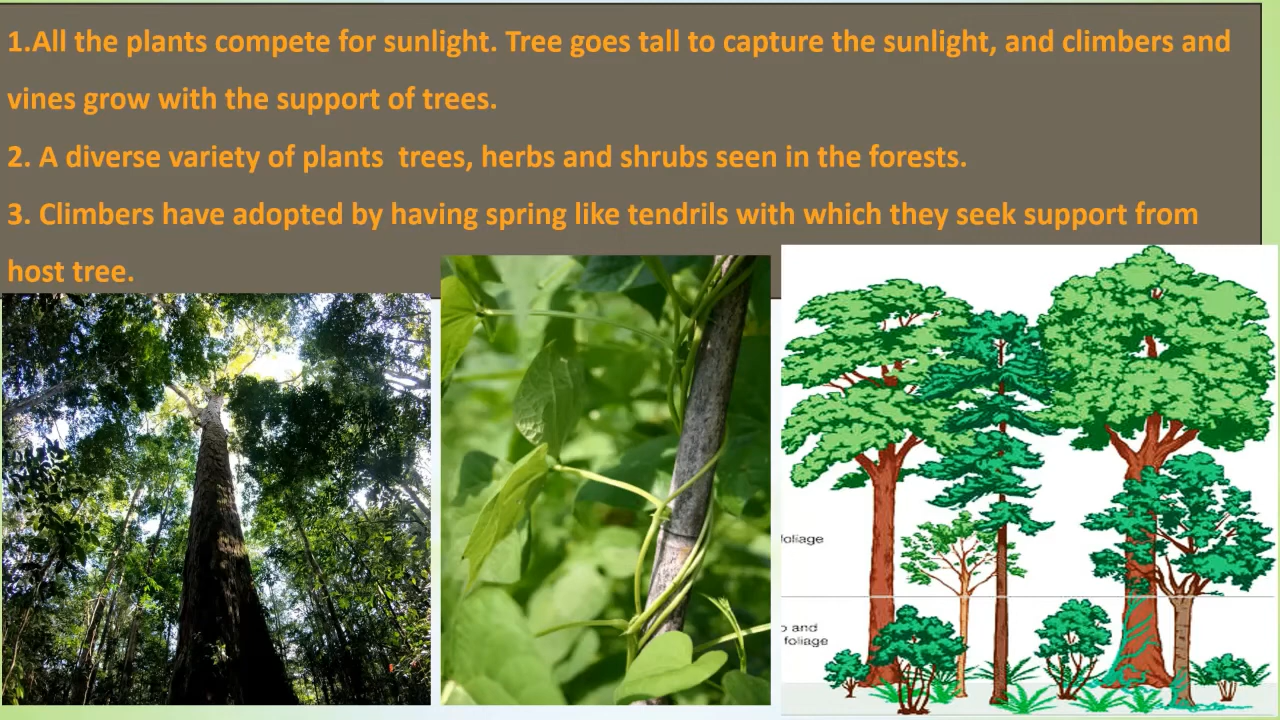 1.All the plants compete for sunlight. Tree goes tall to capture the sunlight, and climbers and
vines grow with the support of trees.
2. A diverse variety of plants  trees, herbs and shrubs seen in the forests.
3. Climbers have adopted by having spring like tendrils with which they seek support from
host tree.
foliage
and
foliage